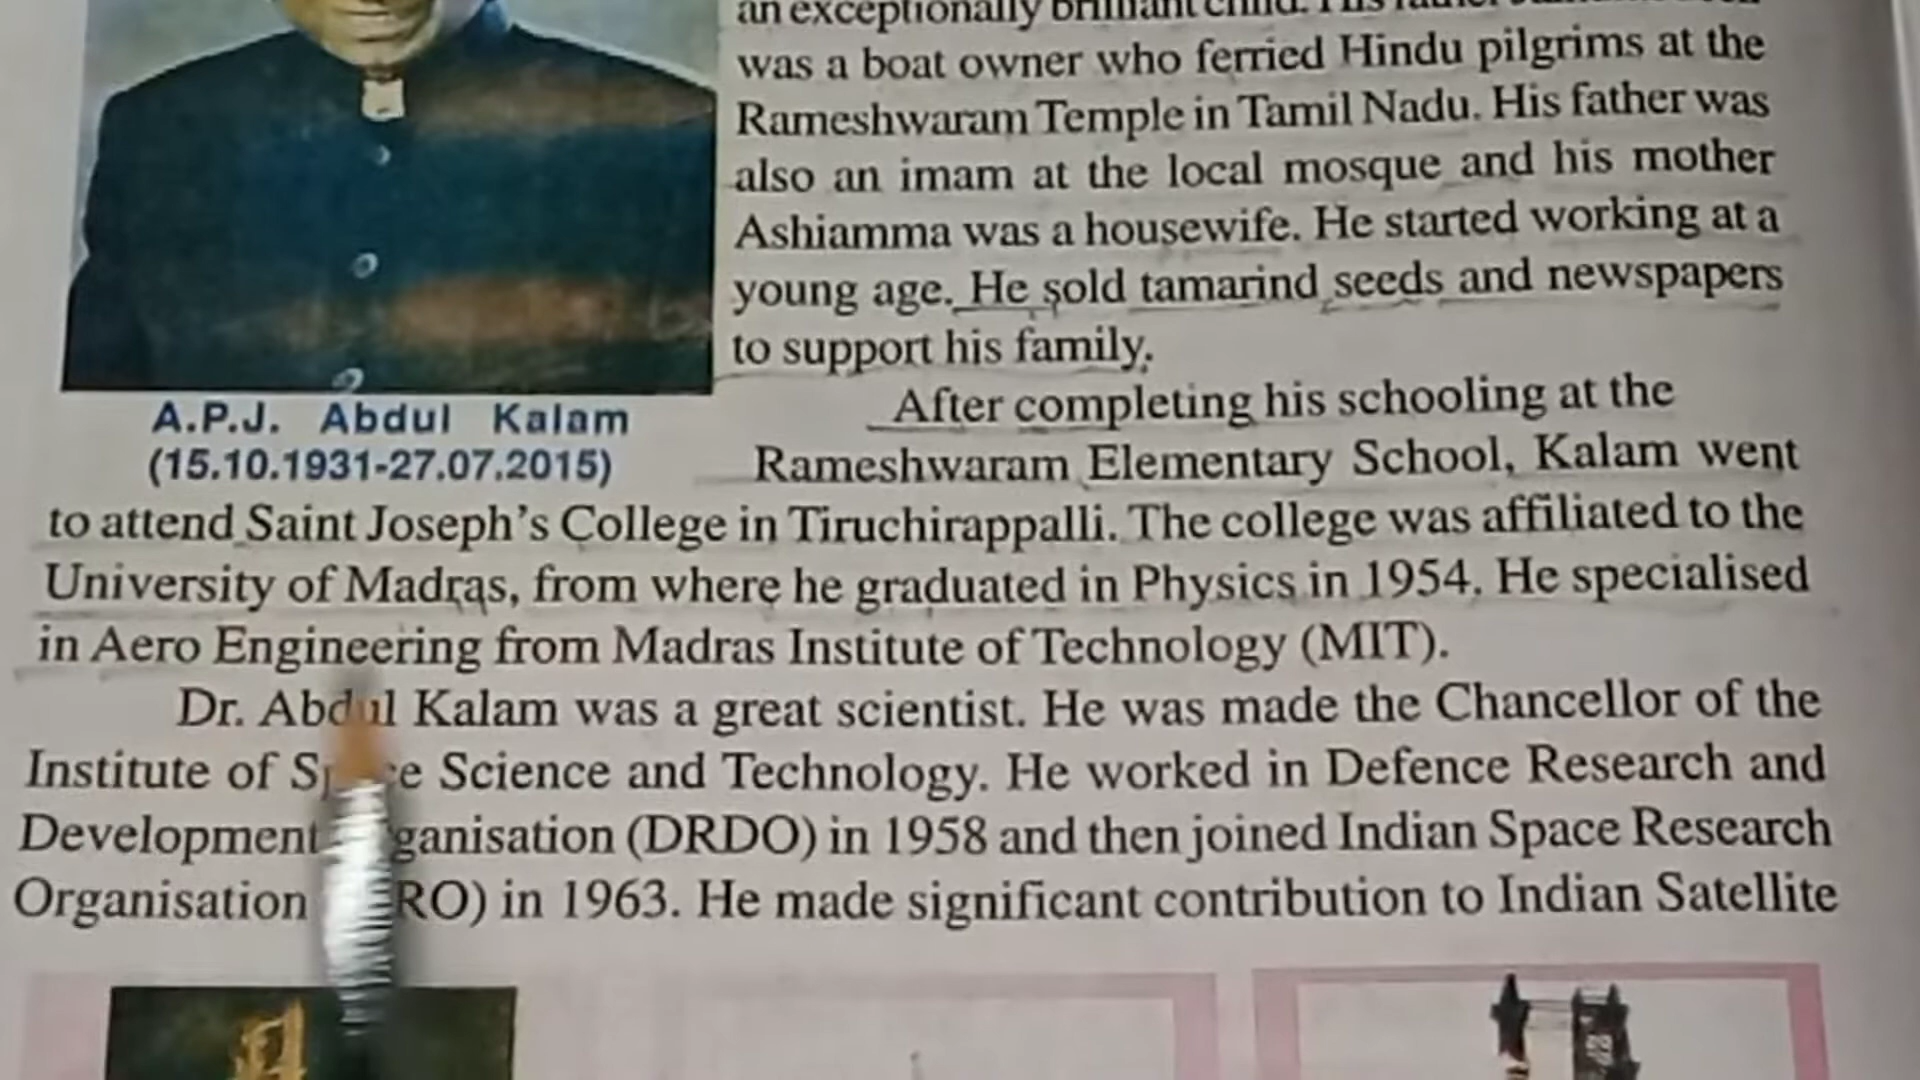 an exceptionally brilliant child. His father
was a boat owner who ferried Hindu pilgrims at the
Rameshwaram Temple in Tamil Nadu. His father was
also an imam at the local mosque and his mother
Ashiamma was a housewife. He started working at a
young age. He sold tamarind seeds and newspapers
to support his family.
A.P.J. Abdul Kalam
(15.10.1931-27.07.2015)
After completing his schooling at the
Rameshwaram Elementary School, Kalam went
to attend Saint Joseph's College in Tiruchirappalli. The college was affiliated to the
University of Madras, from where he graduated in Physics in 1954. He specialised
in Aero Engineering from Madras Institute of Technology (MIT).
Dr. Abdul Kalam was a great scientist. He was made the Chancellor of the
Institute of Science and Technology. He worked in Defence Research and
Development (DRDO) in 1958 and then joined Indian Space Research
Organisation in 1963. He made significant contribution to Indian Satellite